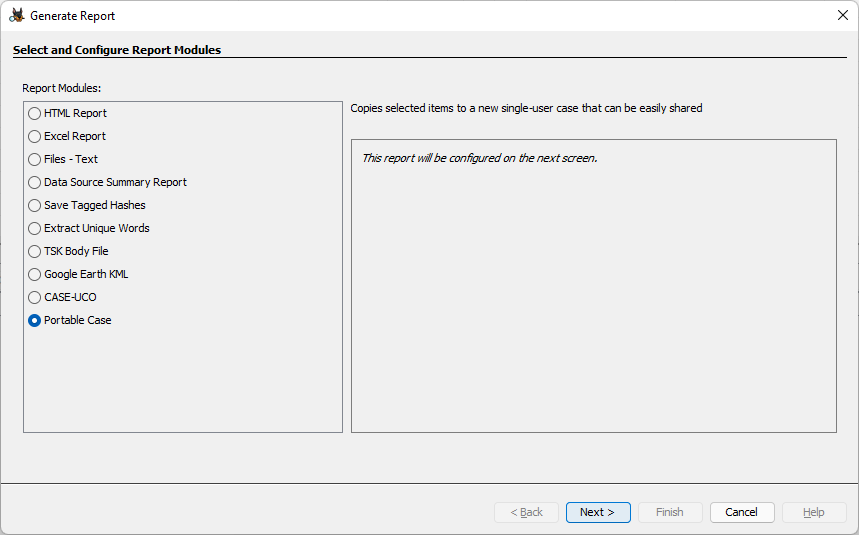 Generate Report
Select and Configure Report Modules
Report Modules:
HTML Report
Excel Report
Files - Text
Data Source Summary Report
Save Tagged Hashes
Extract Unique Words
TSK Body File
Google Earth KML
CASE-UCO
Portable Case
Copies selected items to a new single-user case that can be easily shared
This report will be configured on the next screen.
< Back
Next >
Finish
Cancel
Help